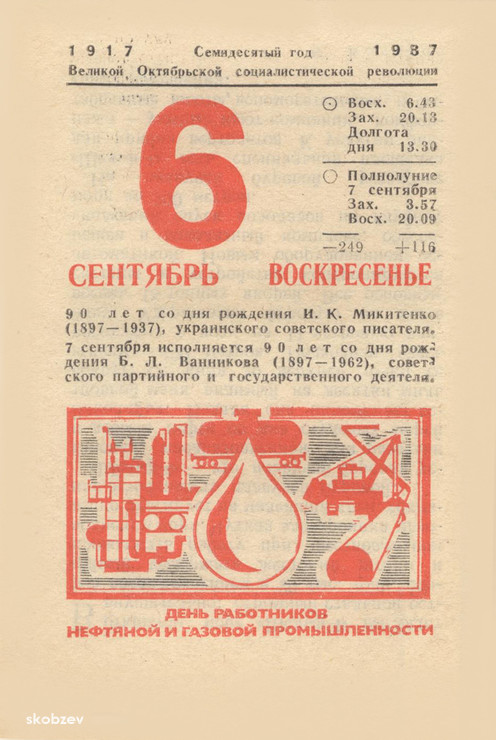 1917 Семидесятый год 1987
Великой Октябрьской социалистической революции
6
Восх. 6.43
Зах. 20.13
Долгота
дня 13.30
Полнолуние
7 сентября
Зах. 3.57
Восх. 20.09
—249 +116
СЕНТЯБРЬ ВОСКРЕСЕНЬЕ
90 лет со дня рождения И. К. Микитенко
(1897—1937), украинского советского писателя.
7 сентября исполняется 90 лет со дня рож-
дения Б. Л. Ванникова (1897—1962), совет-
ского партийного и государственного деятеля.
ДЕНЬ РАБОТНИКОВ
НЕФТЯНОЙ И ГАЗОВОЙ ПРОМЫШЛЕННОСТИ
skobzev